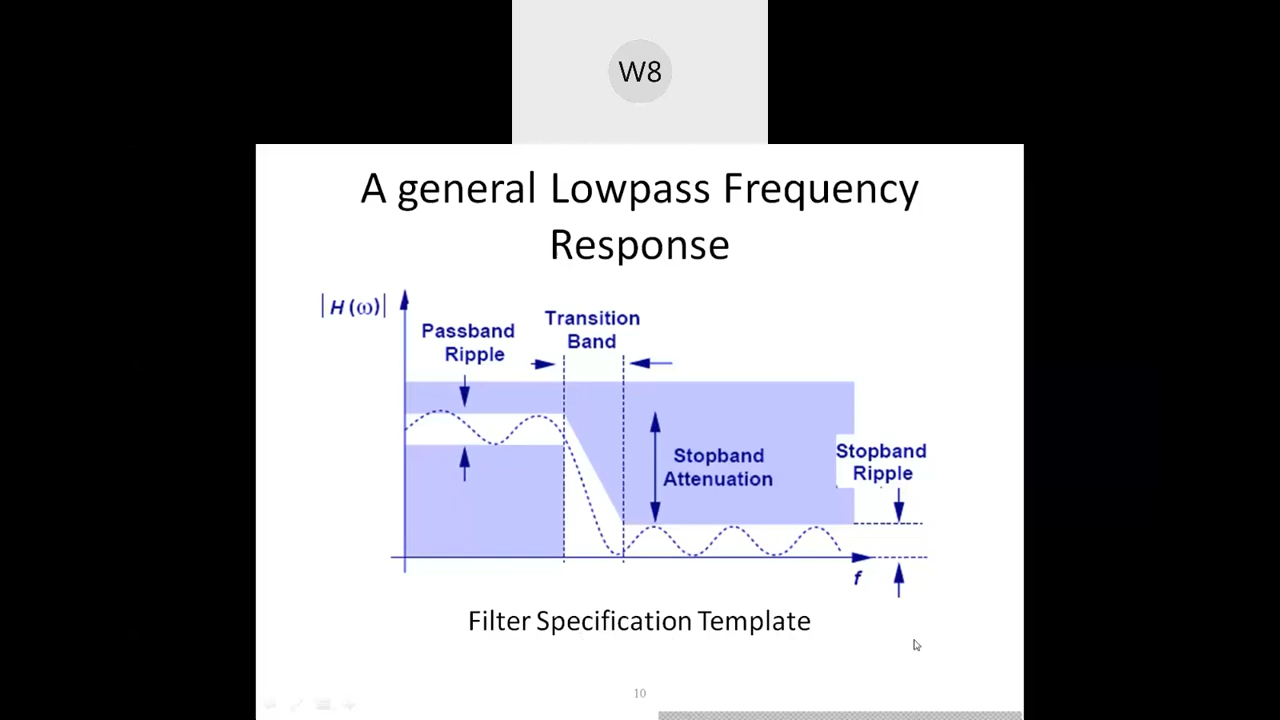 W8
A general Lowpass Frequency
Response
|H(ω)|
Passband
Ripple
Transition
Band
Stopband
Attenuation
Stopband
Ripple
f
Filter Specification Template
10